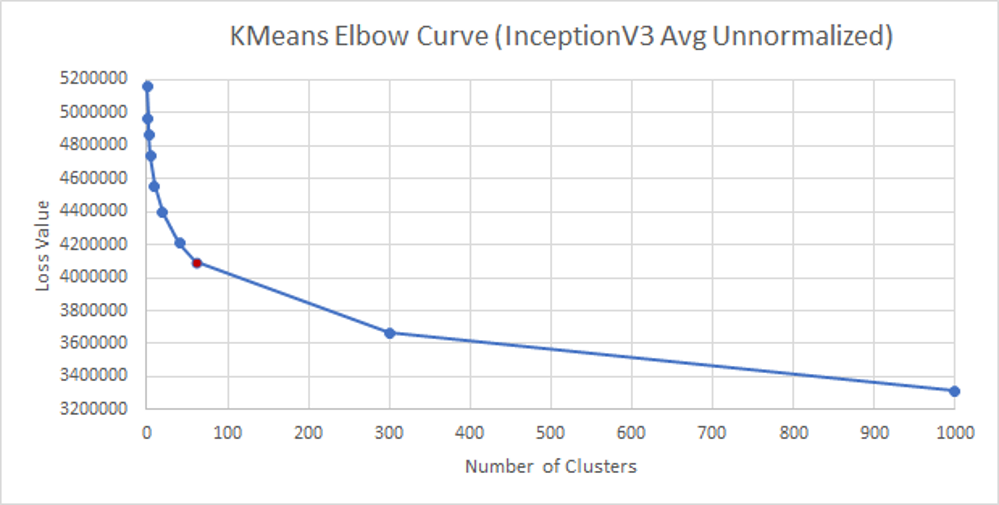 KMeans Elbow Curve (InceptionV3 Avg Unnormalized)
5200000
5000000
4800000
4600000
4400000
4200000
4000000
3800000
3600000
3400000
3200000
Loss Value
0 100 200 300 400 500 600 700 800 900 1000
Number of Clusters